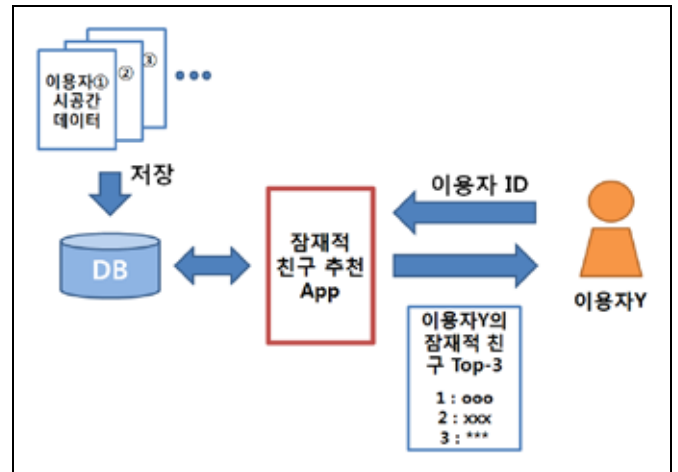 이용자①
시공간
데이터
②
③
저장
DB
잠재적
친구 추천
App
이용자 ID
이용자Y
이용자Y의
잠재적 친
구 Top-3
1 : ooo
2 : xxx
3 : ***